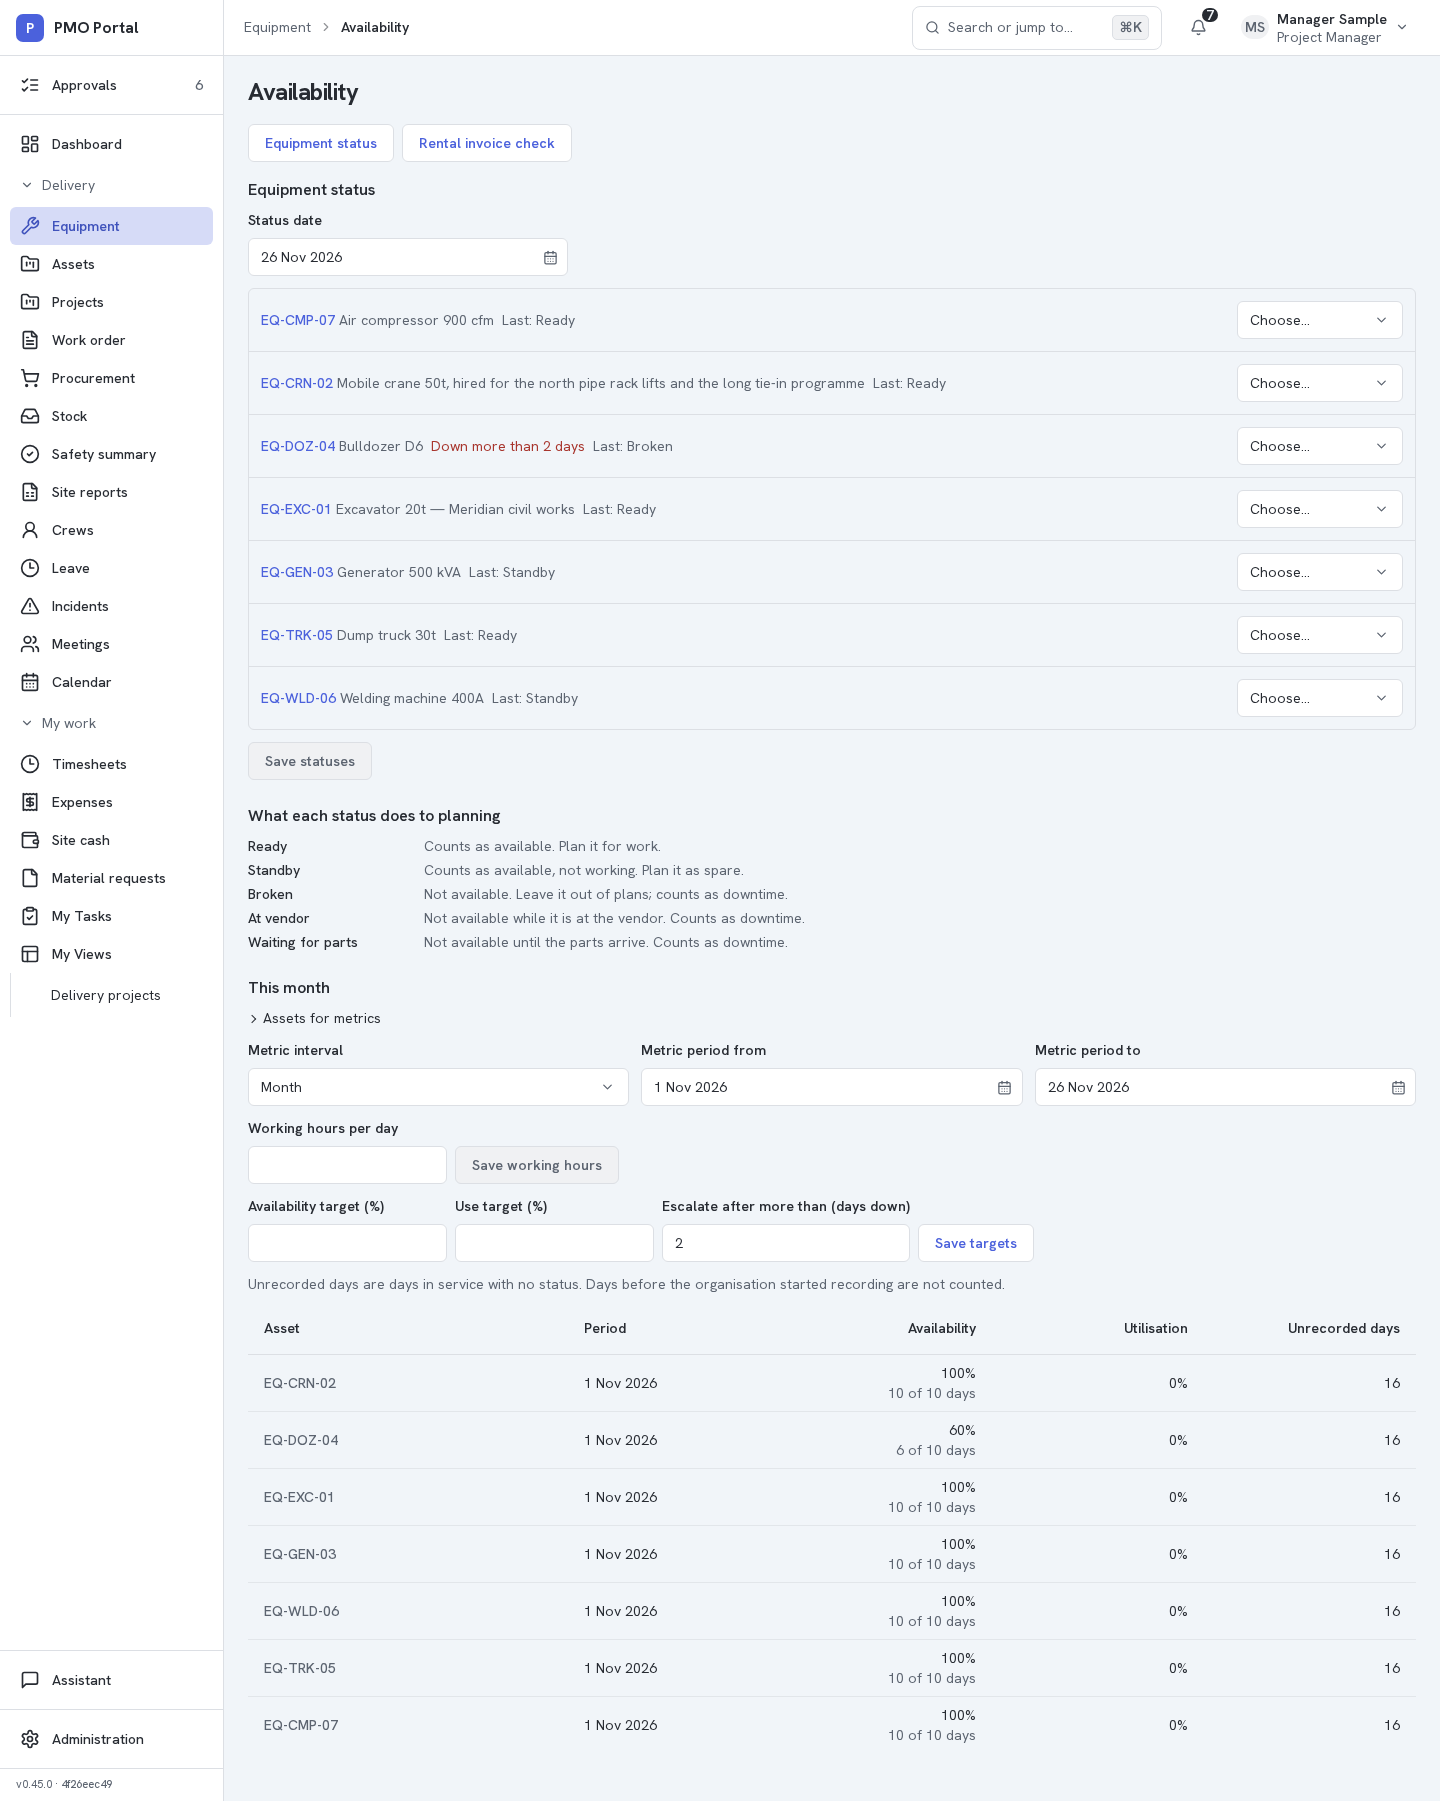 P PMO Portal
Equipment > Availability
Search or jump to... ⌘K
7
MS Manager Sample
Project Manager
Approvals 6
Dashboard
Delivery
Equipment
Assets
Projects
Work order
Procurement
Stock
Safety summary
Site reports
Crews
Leave
Incidents
Meetings
Calendar
My work
Timesheets
Expenses
Site cash
Material requests
My Tasks
My Views
Delivery projects
Assistant
Administration
v0.45.0 · 4f26eec49
Availability
Equipment status Rental invoice check
Equipment status
Status date
26 Nov 2026
EQ-CMP-07 Air compressor 900 cfm Last: Ready Choose...
EQ-CRN-02 Mobile crane 50t, hired for the north pipe rack lifts and the long tie-in programme Last: Ready Choose...
EQ-DOZ-04 Bulldozer D6 Down more than 2 days Last: Broken Choose...
EQ-EXC-01 Excavator 20t — Meridian civil works Last: Ready Choose...
EQ-GEN-03 Generator 500 kVA Last: Standby Choose...
EQ-TRK-05 Dump truck 30t Last: Ready Choose...
EQ-WLD-06 Welding machine 400A Last: Standby Choose...
Save statuses
What each status does to planning
Ready Counts as available. Plan it for work.
Standby Counts as available, not working. Plan it as spare.
Broken Not available. Leave it out of plans; counts as downtime.
At vendor Not available while it is at the vendor. Counts as downtime.
Waiting for parts Not available until the parts arrive. Counts as downtime.
This month
> Assets for metrics
Metric interval Metric period from Metric period to
Month 1 Nov 2026 26 Nov 2026
Working hours per day
Save working hours
Availability target (%) Use target (%) Escalate after more than (days down)
2 Save targets
Unrecorded days are days in service with no status. Days before the organisation started recording are not counted.
Asset Period Availability Utilisation Unrecorded days
EQ-CRN-02 1 Nov 2026 100% 0% 16
10 of 10 days
EQ-DOZ-04 1 Nov 2026 60% 0% 16
6 of 10 days
EQ-EXC-01 1 Nov 2026 100% 0% 16
10 of 10 days
EQ-GEN-03 1 Nov 2026 100% 0% 16
10 of 10 days
EQ-WLD-06 1 Nov 2026 100% 0% 16
10 of 10 days
EQ-TRK-05 1 Nov 2026 100% 0% 16
10 of 10 days
EQ-CMP-07 1 Nov 2026 100% 0% 16
10 of 10 days